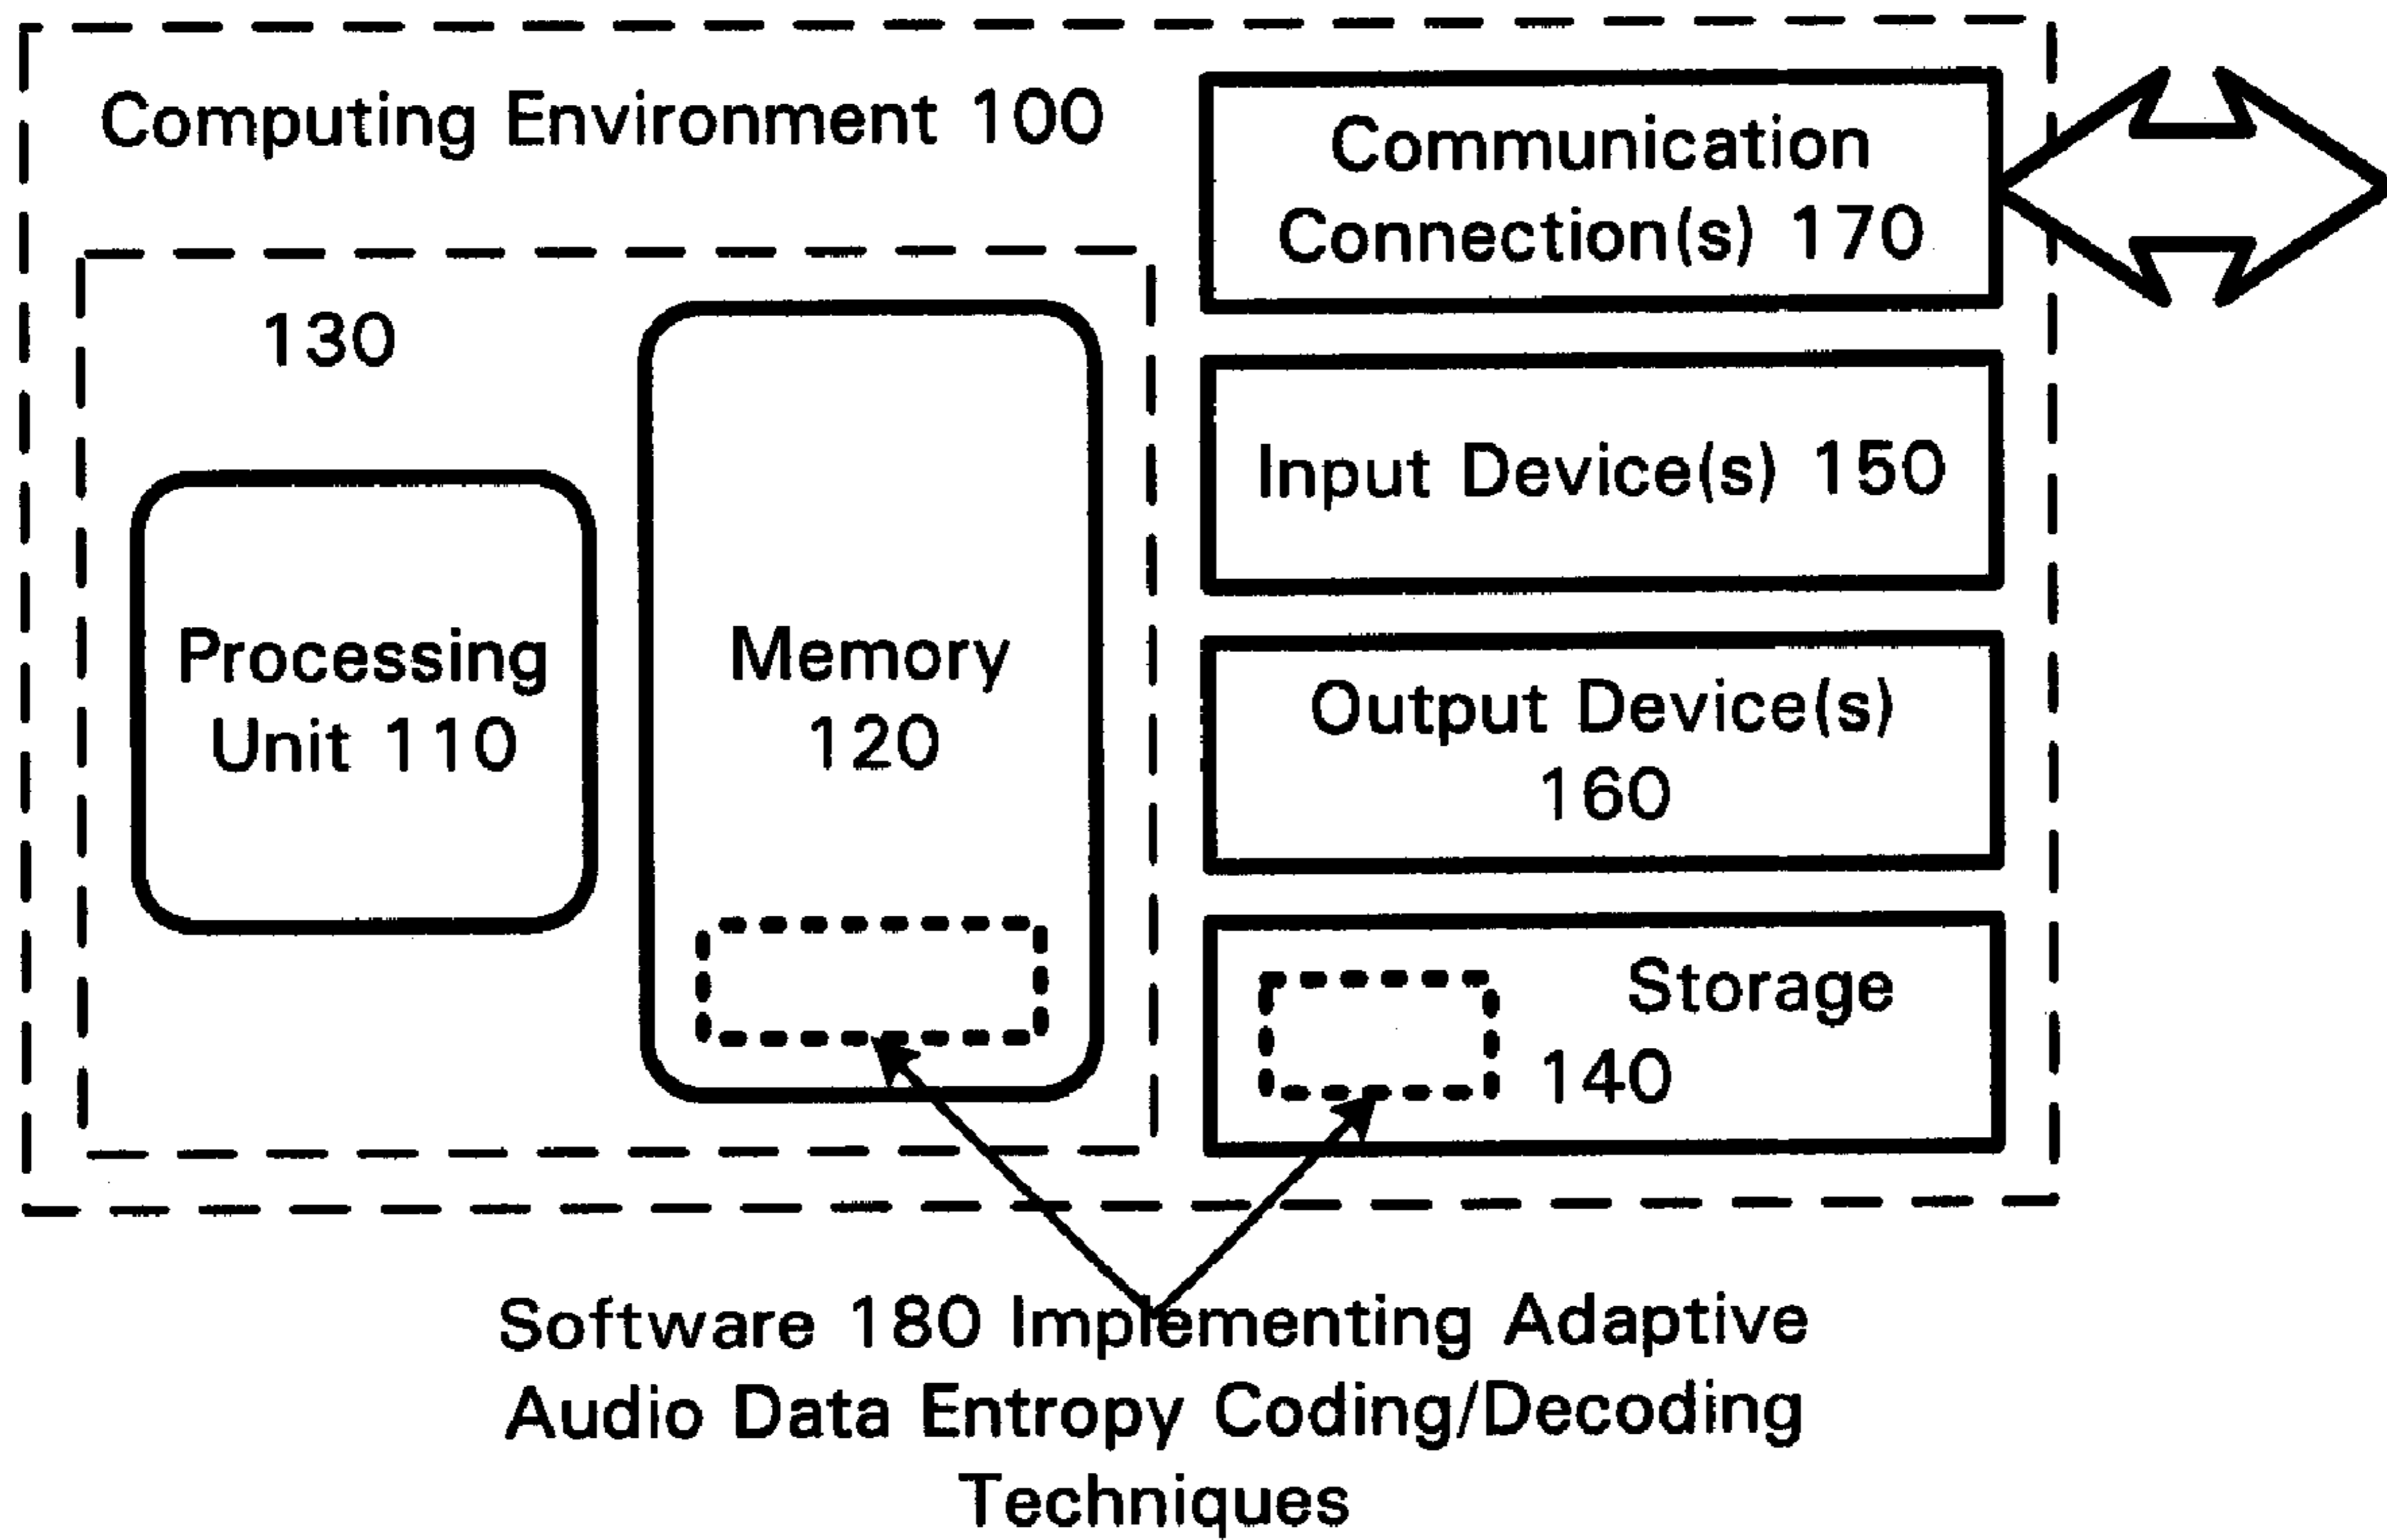 Computing Environment 100
Communication
Connection(s) 170
130
Input Device(s) 150
Processing
Unit 110
Memory
120
Output Device(s)
160
Storage
140
Software 180 Implementing Adaptive
Audio Data Entropy Coding/Decoding
Techniques